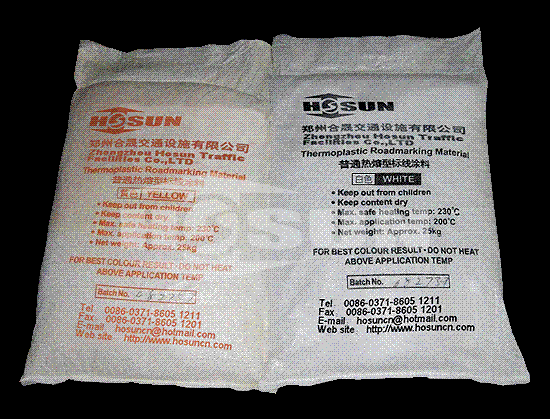 HOSUN
郑州合晟交通设施有限公司
Zhengzhou Hosun Traffic
Facilities Co.,LTD
Thermoplastic Roadmarking Material
普通热熔型标线涂料
黄色 YELLOW
• Keep out from children
• Keep content dry
• Max. safe heating temp: 230℃
• Max. application temp: 200℃
• Net weight: Approx. 25kg
FOR BEST COLOUR RESULT - DO NOT HEAT
ABOVE APPLICATION TEMP
Batch No.
Tel 0086-0371-8605 1211
Fax 0086-0371-8605 1201
E-mail hosuncn@hotmail.com
Web site http://www.hosuncn.com
HOSUN
郑州合晟交通设施有限公司
Zhengzhou Hosun Traffic
Facilities Co.,LTD
Thermoplastic Roadmarking Material
普通热熔型标线涂料
白色 WHITE
• Keep out from children
• Keep content dry
• Max. safe heating temp: 230℃
• Max. application temp: 200℃
• Net weight: Approx. 25kg
FOR BEST COLOUR RESULT - DO NOT HEAT
ABOVE APPLICATION TEMP
Batch No.
Tel 0086-0371-8605 1211
Fax 0086-0371-8605 1201
E-mail hosuncn@hotmail.com
Web site http://www.hosuncn.com